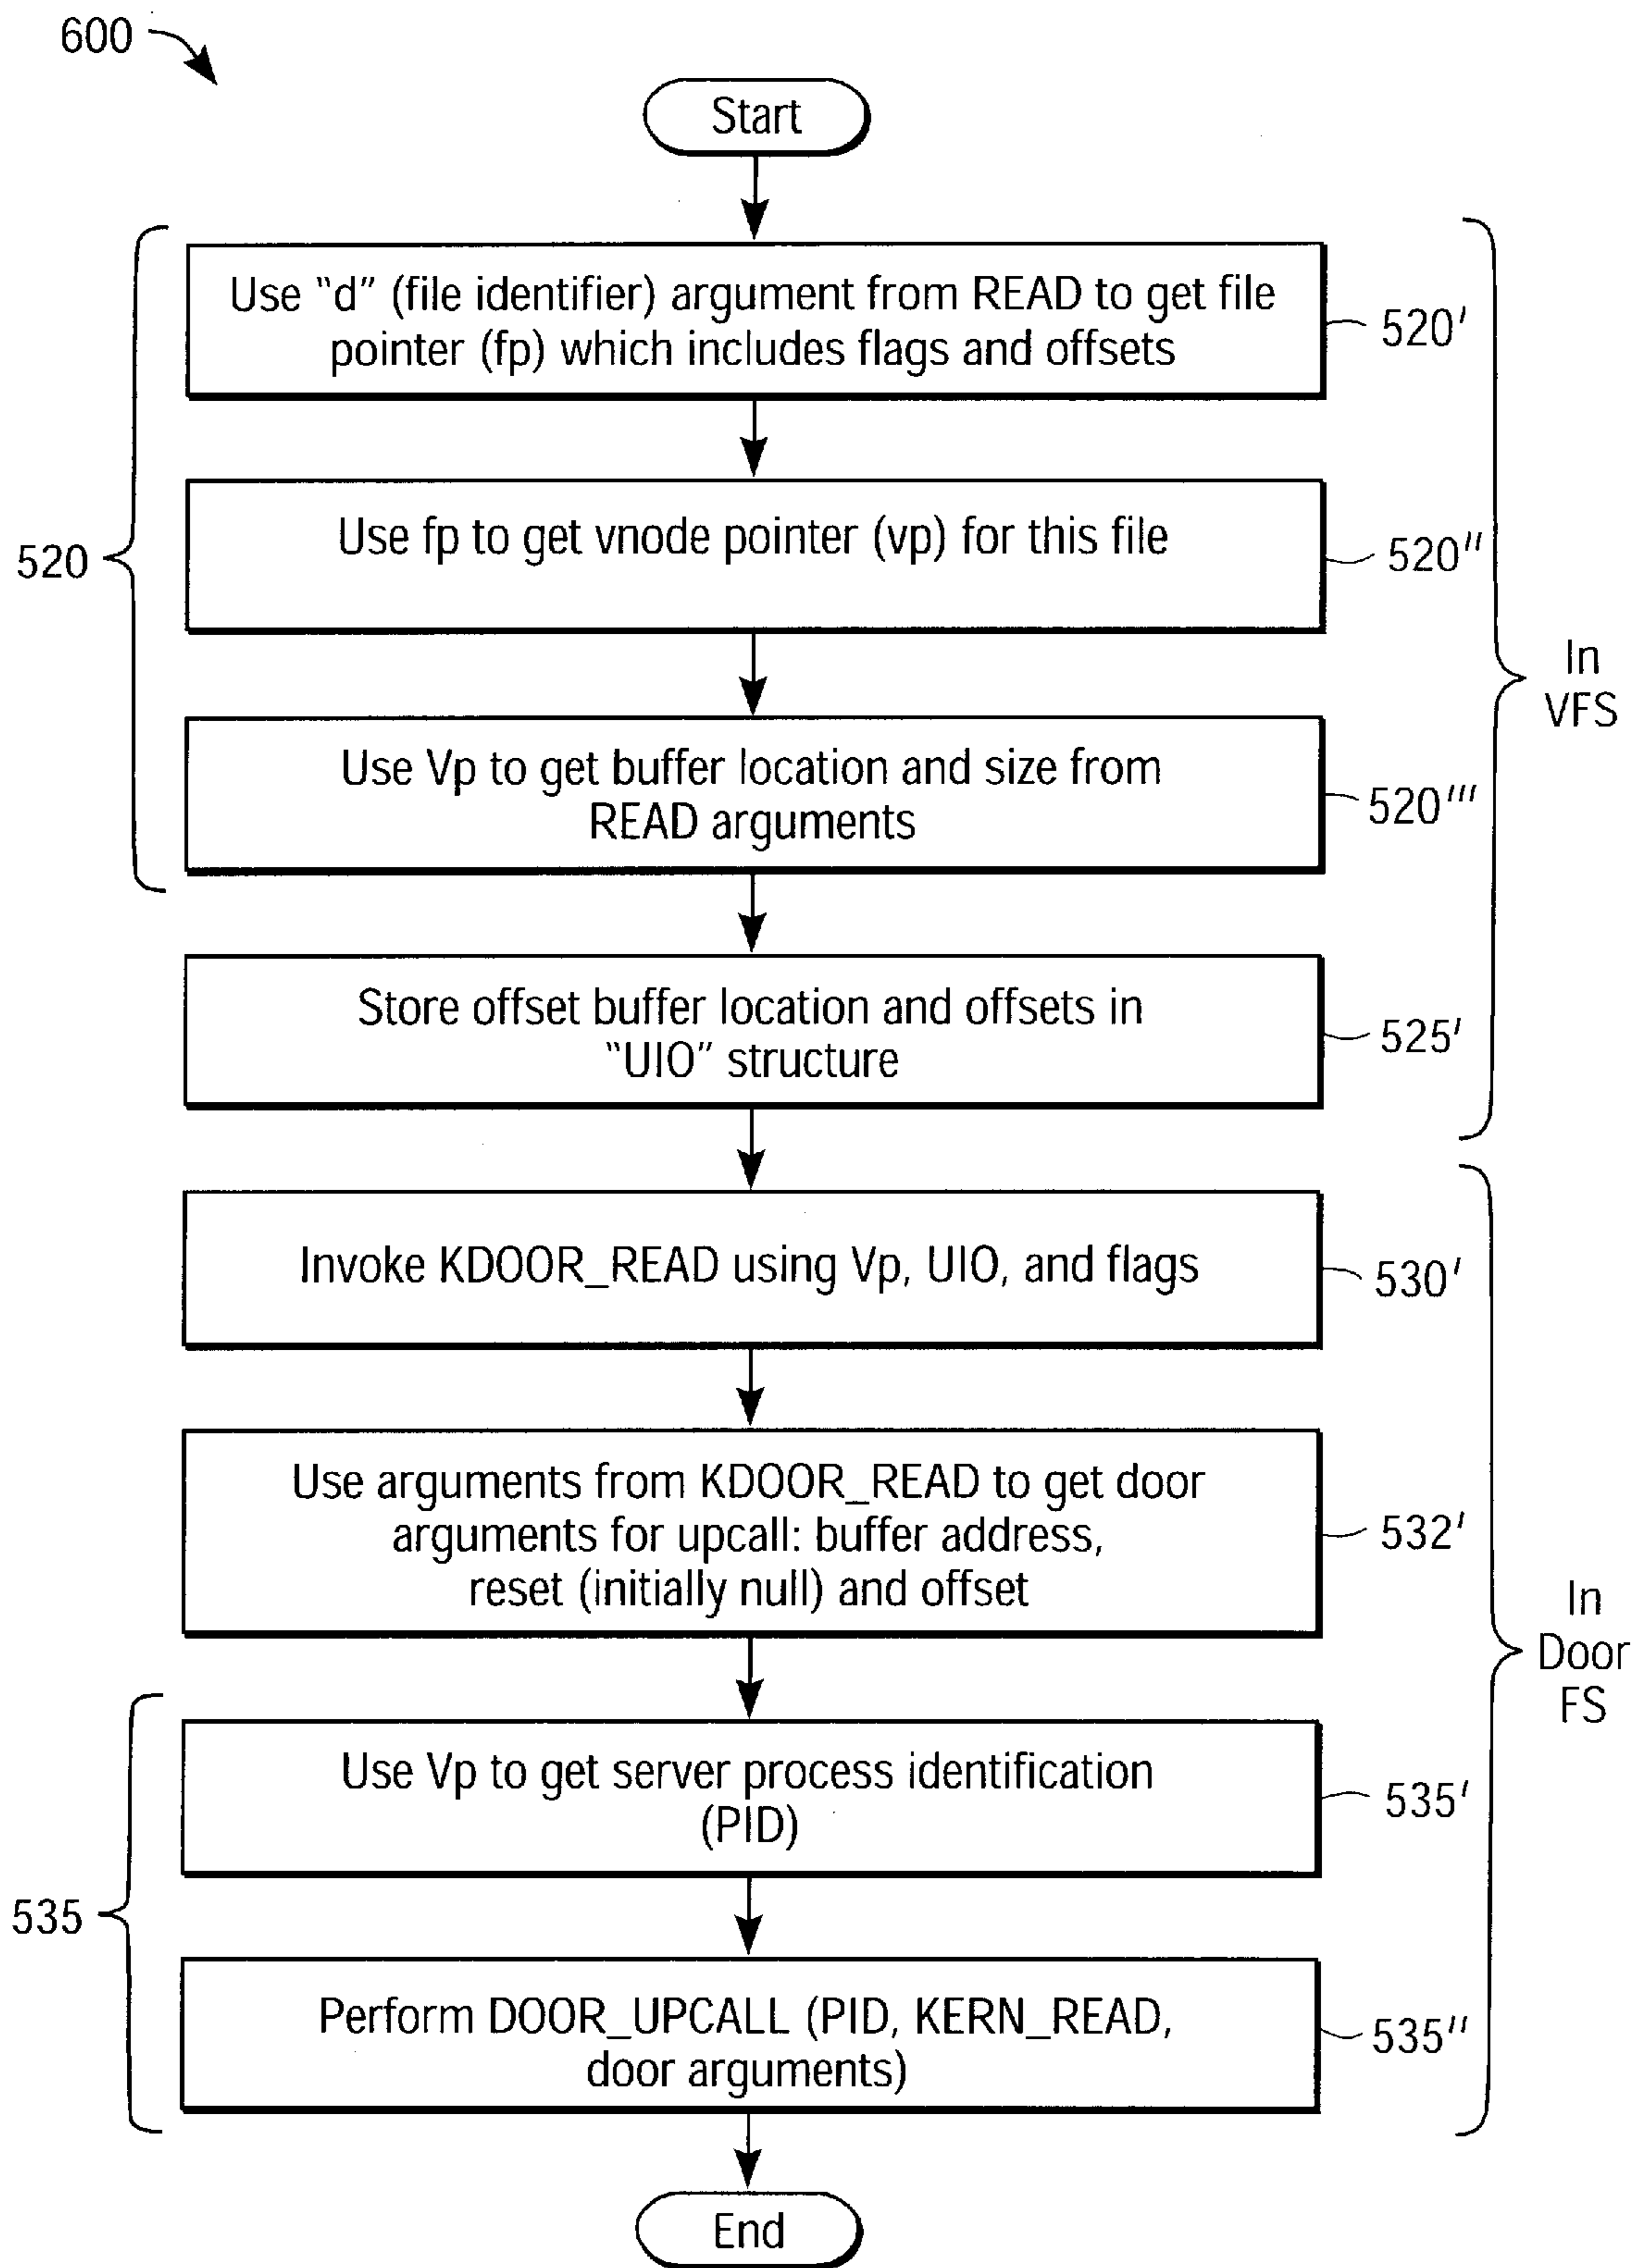 600
Start
Use “d” (file identifier) argument from READ to get file
pointer (fp) which includes flags and offsets
520'
Use fp to get vnode pointer (vp) for this file
520''
520
In
VFS
Use Vp to get buffer location and size from
READ arguments
520'''
Store offset buffer location and offsets in
“UIO” structure
525'
Invoke KDOOR_READ using Vp, UIO, and flags
530'
Use arguments from KDOOR_READ to get door
arguments for upcall: buffer address,
reset (initially null) and offset
532'
In
Door
FS
Use Vp to get server process identification
(PID)
535'
535
Perform DOOR_UPCALL (PID, KERN_READ,
door arguments)
535''
End